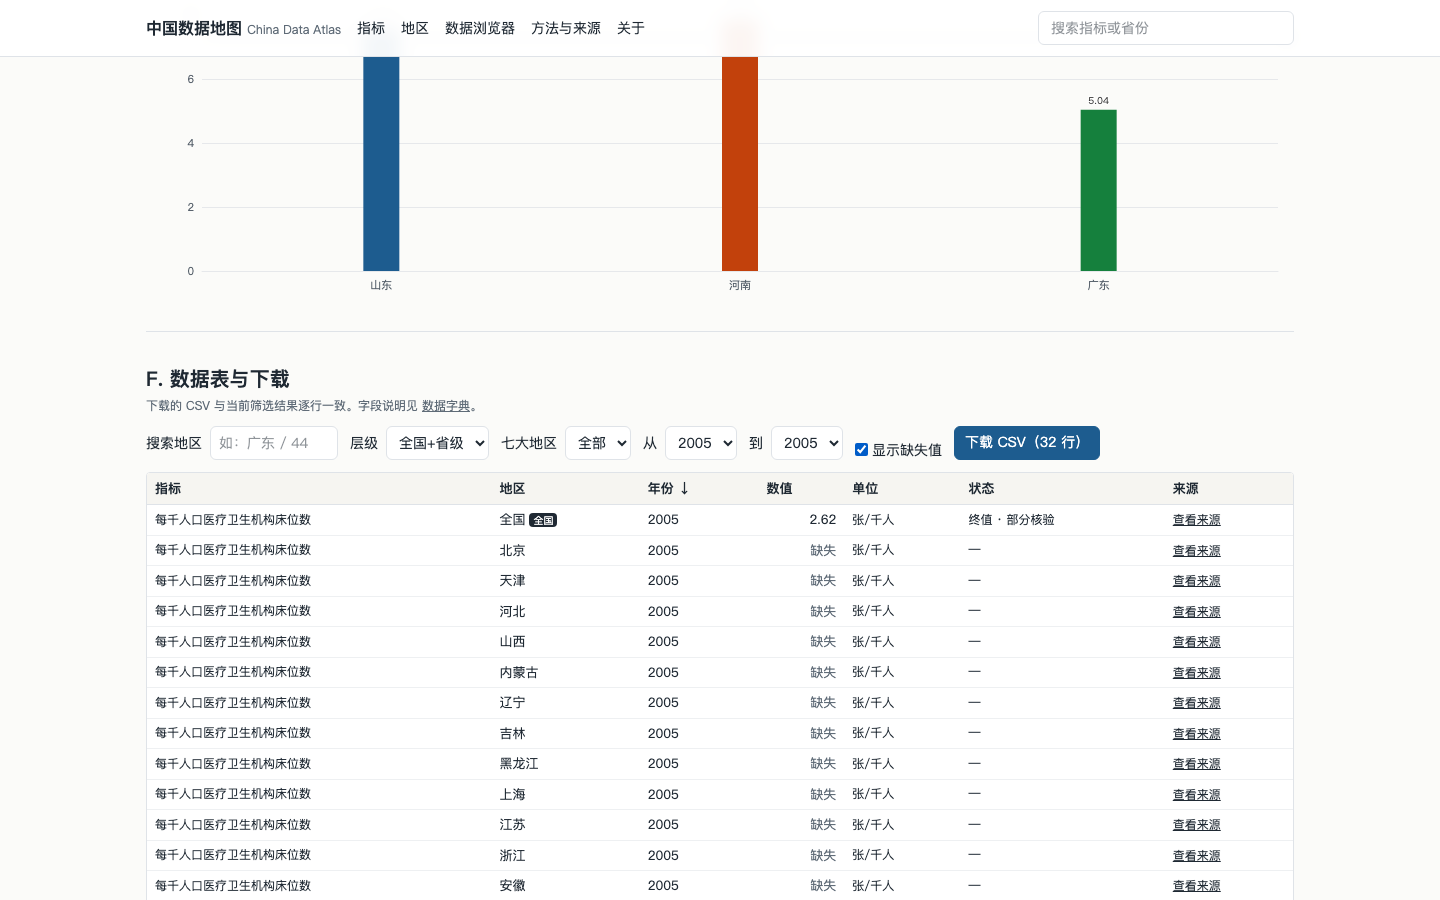 中国数据地图 China Data Atlas 指标 地区 数据浏览器 方法与来源 关于 搜索指标或省份
6
5.04
4
2
0
山东 河南 广东
F. 数据表与下载
下载的 CSV 与当前筛选结果逐行一致。字段说明见 数据字典。
搜索地区 如：广东 / 44 层级 全国+省级 七大地区 全部 从 2005 到 2005 显示缺失值 下载 CSV（32 行）
指标 地区 年份 ↓ 数值 单位 状态 来源
每千人口医疗卫生机构床位数 全国 全国 2005 2.62 张/千人 终值 · 部分核验 查看来源
每千人口医疗卫生机构床位数 北京 2005 缺失 张/千人 — 查看来源
每千人口医疗卫生机构床位数 天津 2005 缺失 张/千人 — 查看来源
每千人口医疗卫生机构床位数 河北 2005 缺失 张/千人 — 查看来源
每千人口医疗卫生机构床位数 山西 2005 缺失 张/千人 — 查看来源
每千人口医疗卫生机构床位数 内蒙古 2005 缺失 张/千人 — 查看来源
每千人口医疗卫生机构床位数 辽宁 2005 缺失 张/千人 — 查看来源
每千人口医疗卫生机构床位数 吉林 2005 缺失 张/千人 — 查看来源
每千人口医疗卫生机构床位数 黑龙江 2005 缺失 张/千人 — 查看来源
每千人口医疗卫生机构床位数 上海 2005 缺失 张/千人 — 查看来源
每千人口医疗卫生机构床位数 江苏 2005 缺失 张/千人 — 查看来源
每千人口医疗卫生机构床位数 浙江 2005 缺失 张/千人 — 查看来源
每千人口医疗卫生机构床位数 安徽 2005 缺失 张/千人 — 查看来源